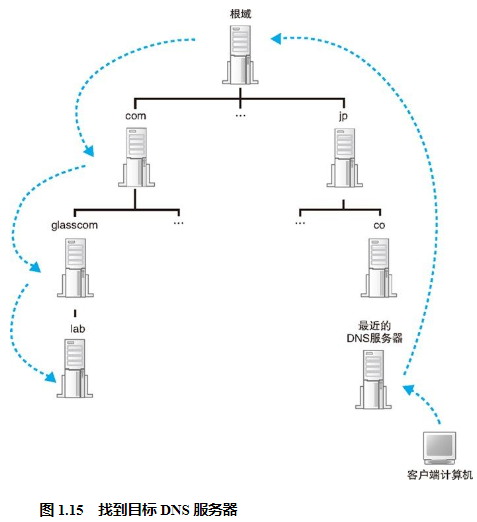 根域
com
…
jp
glasscom
…
…
co
lab
最近的
DNS服务器
客户端计算机
图 1.15 找到目标 DNS 服务器